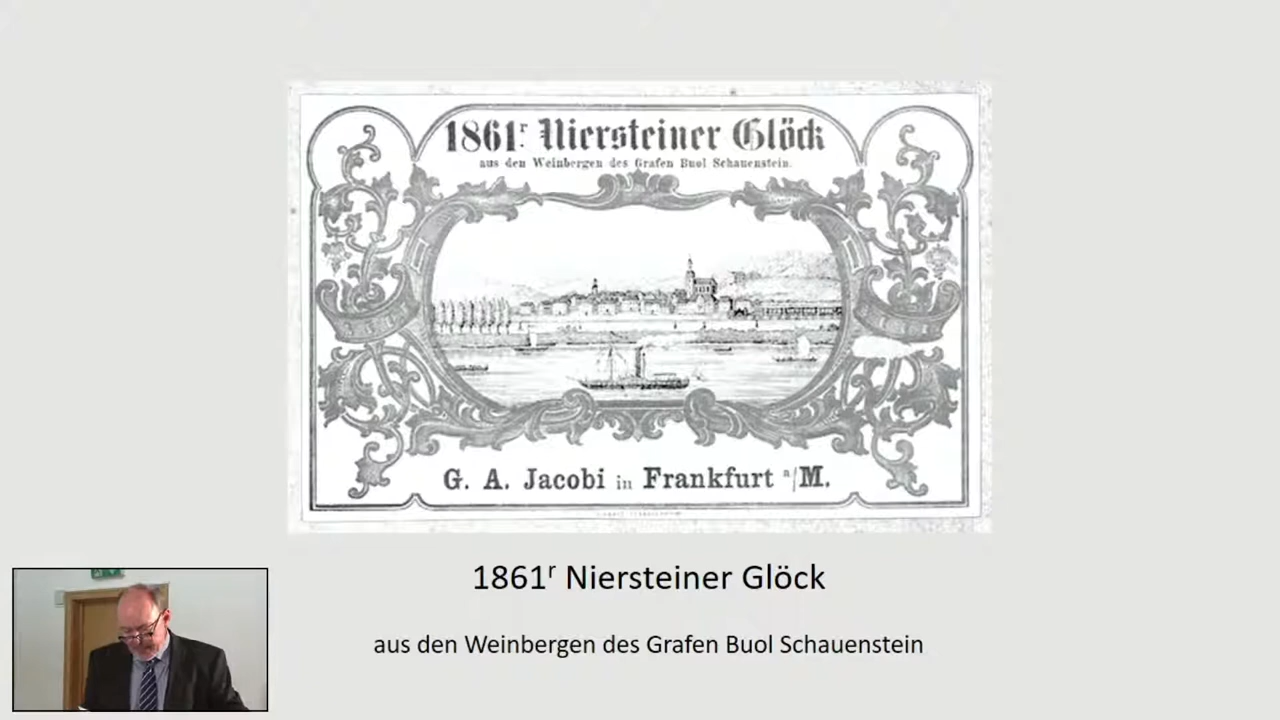 1861r. Niersteiner Glöck
aus den Weinbergen des Grafen Buol Schauenstein.
G. A. Jacobi in Frankfurt a/M.
1861r Niersteiner Glöck
aus den Weinbergen des Grafen Buol Schauenstein